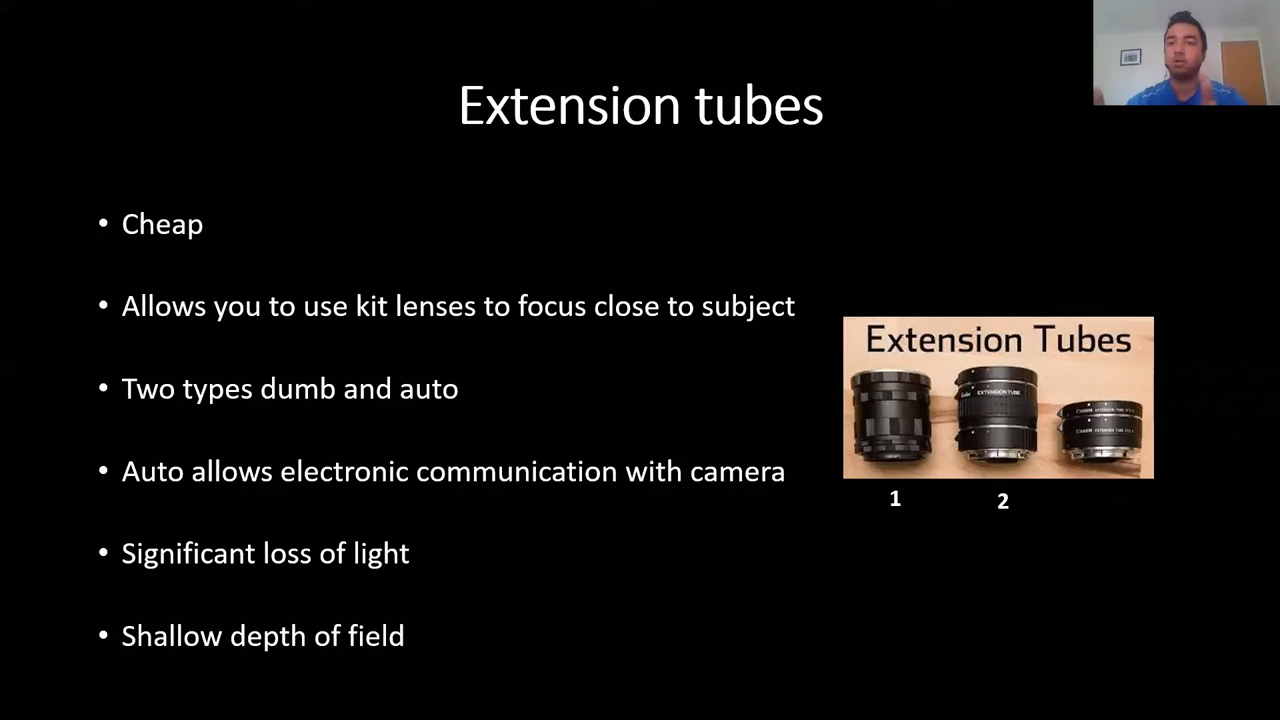 Extension tubes
• Cheap
• Allows you to use kit lenses to focus close to subject
• Two types dumb and auto
• Auto allows electronic communication with camera
• Significant loss of light
• Shallow depth of field
Extension Tubes
EXTENSION TUBE
1
2